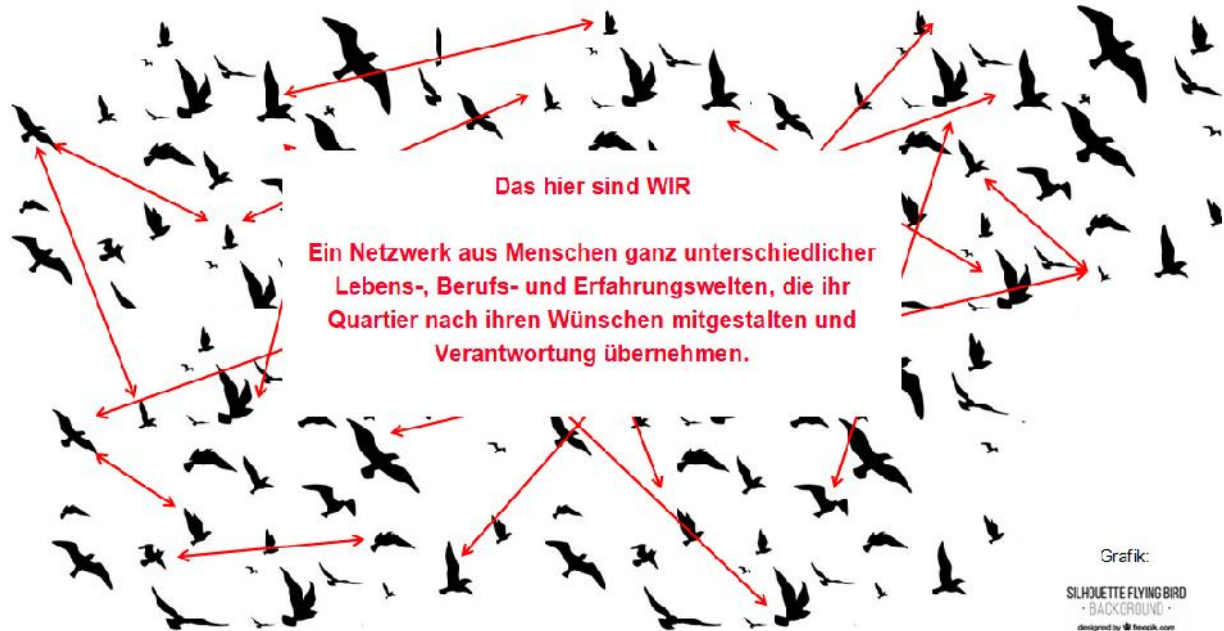 Das hier sind WIR
Ein Netzwerk aus Menschen ganz unterschiedlicher
Lebens-, Berufs- und Erfahrungswelten, die ihr
Quartier nach ihren Wünschen mitgestalten und
Verantwortung übernehmen.
Grafik:
SILHOUETTE FLYING BIRD
- BACKGROUND -
designed by freepik.com